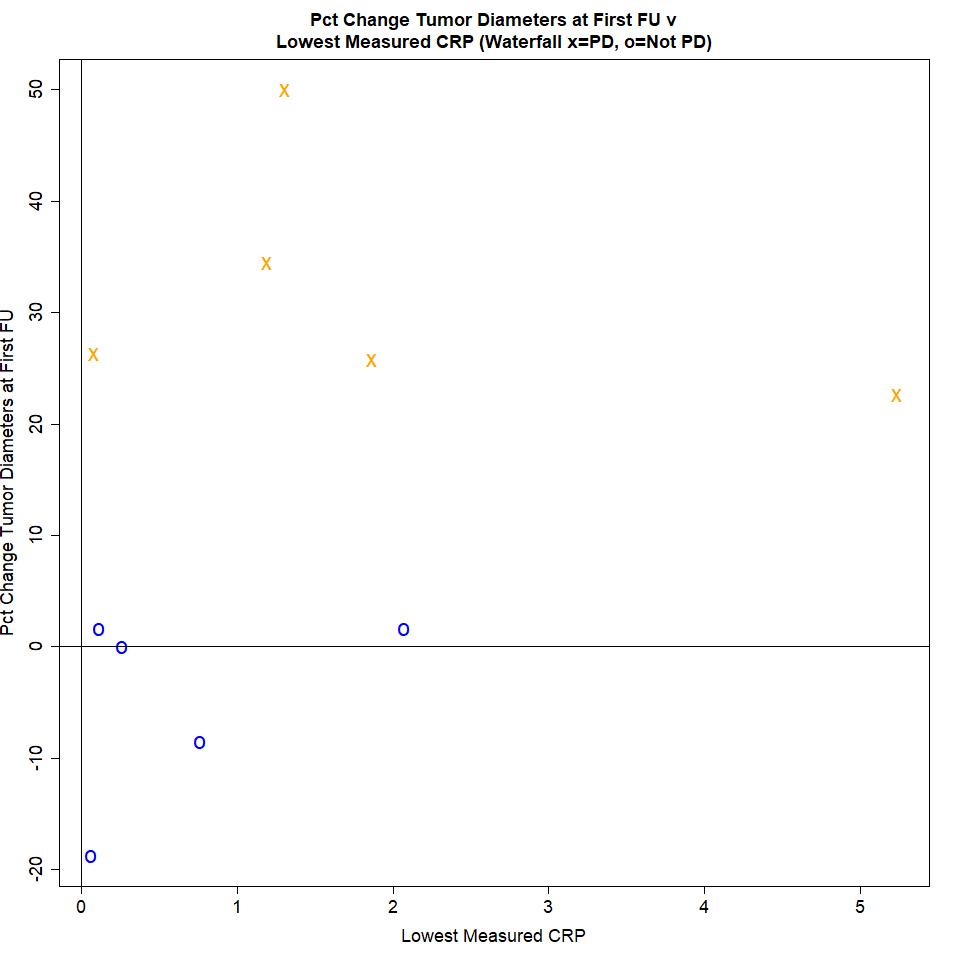 Pct Change Tumor Diameters at First FU v
Lowest Measured CRP (Waterfall x=PD, o=Not PD)
Pct Change Tumor Diameters at First FU
50
40
30
20
10
0
-10
-20
X
X
X
X
X
O
O
O
O
O
0 1 2 3 4 5
Lowest Measured CRP